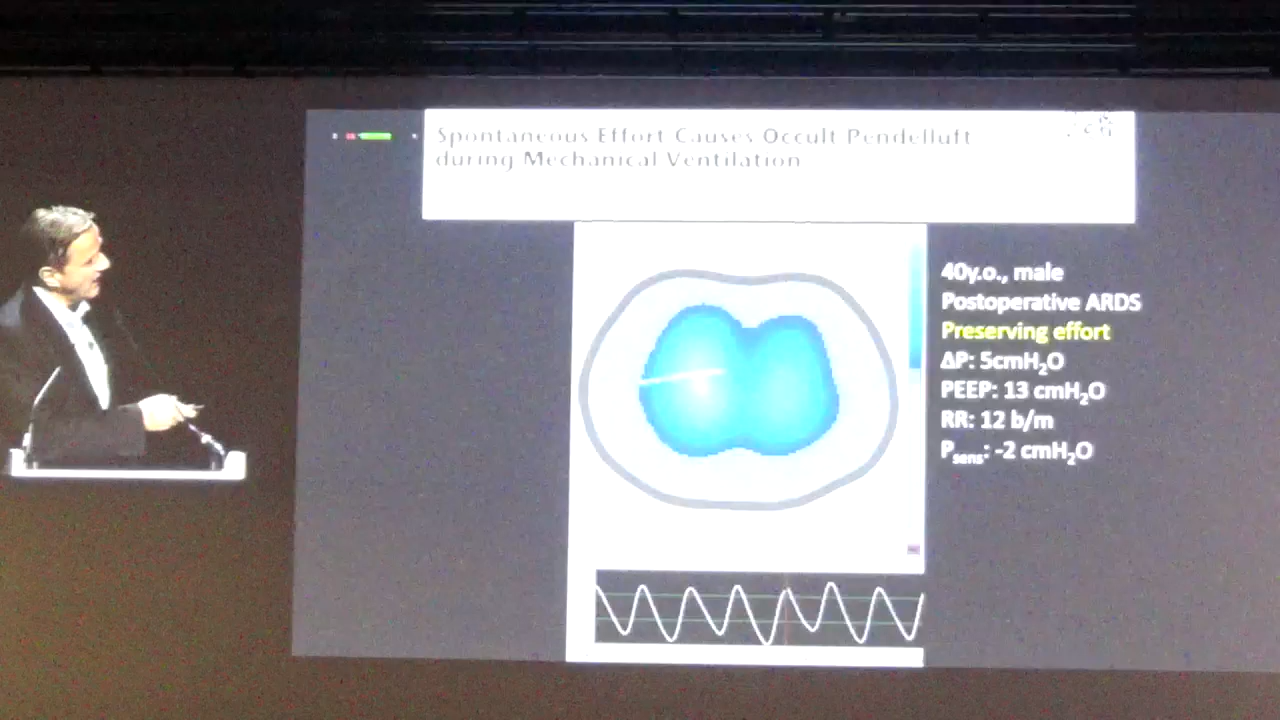 Spontaneous Effort Causes Occult Pendelluft
during Mechanical Ventilation
40y.o., male
Postoperative ARDS
Preserving effort
ΔP: 5cmH₂O
PEEP: 13 cmH₂O
RR: 12 b/m
Psens: -2 cmH₂O